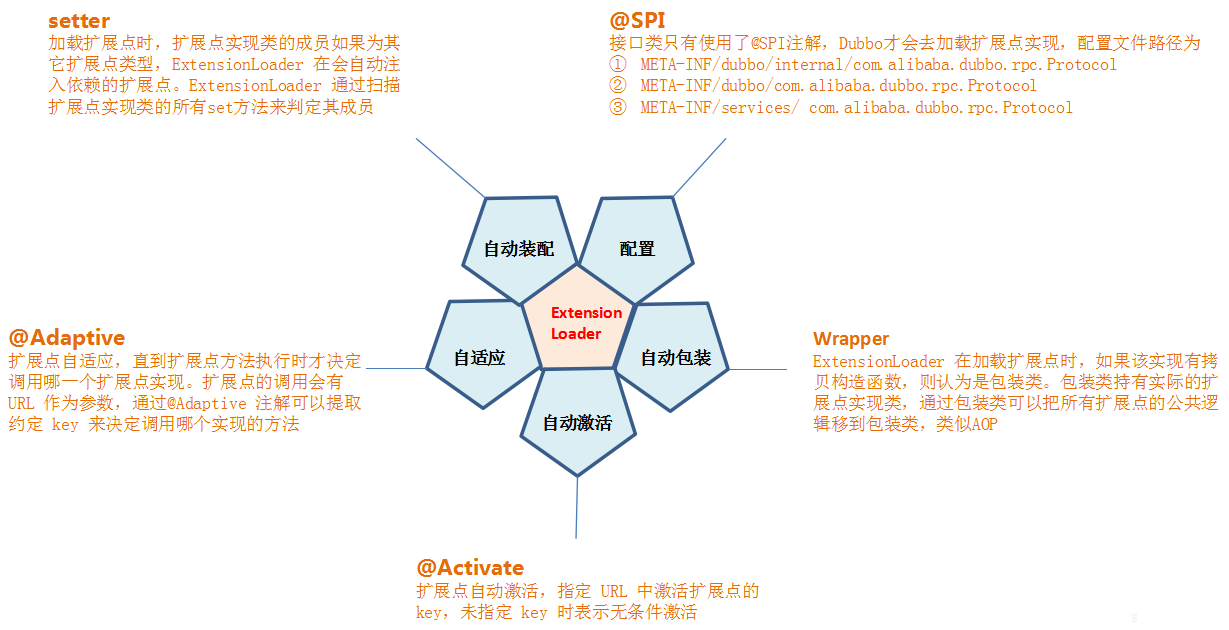 setter
加载扩展点时，扩展点实现类的成员如果为其
它扩展点类型，ExtensionLoader 在会自动注
入依赖的扩展点。ExtensionLoader 通过扫描
扩展点实现类的所有set方法来判定其成员
@SPI
接口类只有使用了@SPI注解，Dubbo才会去加载扩展点实现，配置文件路径为
① META-INF/dubbo/internal/com.alibaba.dubbo.rpc.Protocol
② META-INF/dubbo/com.alibaba.dubbo.rpc.Protocol
③ META-INF/services/ com.alibaba.dubbo.rpc.Protocol
自动装配
配置
Extension
Loader
自适应
自动包装
自动激活
@Adaptive
扩展点自适应，直到扩展点方法执行时才决定
调用哪一个扩展点实现。扩展点的调用会有
URL 作为参数，通过@Adaptive 注解可以提取
约定 key 来决定调用哪个实现的方法
Wrapper
ExtensionLoader 在加载扩展点时，如果该实现有拷
贝构造函数，则认为是包装类。包装类持有实际的扩
展点实现类，通过包装类可以把所有扩展点的公共逻
辑移到包装类，类似AOP
@Activate
扩展点自动激活，指定 URL 中激活扩展点的
key，未指定 key 时表示无条件激活
8